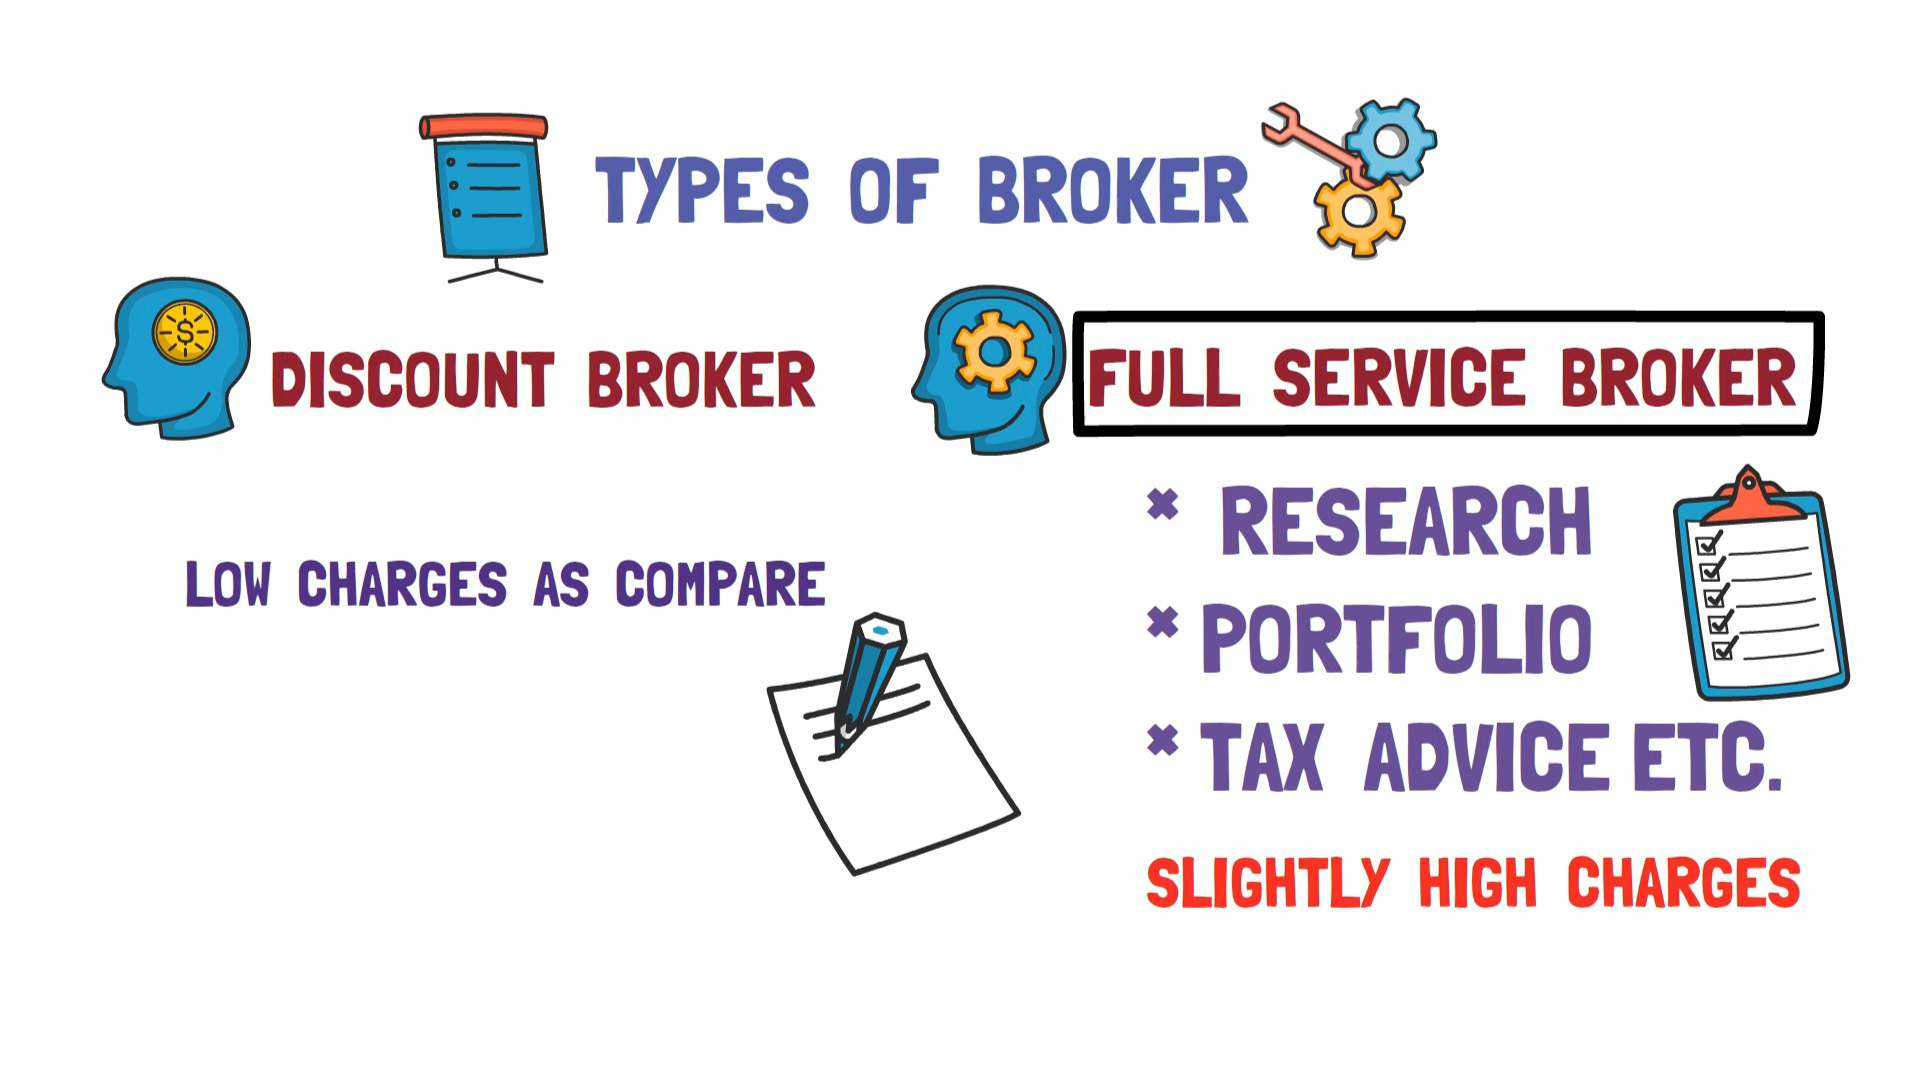 TYPES OF BROKER
DISCOUNT BROKER
LOW CHARGES AS COMPARE
FULL SERVICE BROKER
* RESEARCH
* PORTFOLIO
* TAX ADVICE ETC.
SLIGHTLY HIGH CHARGES